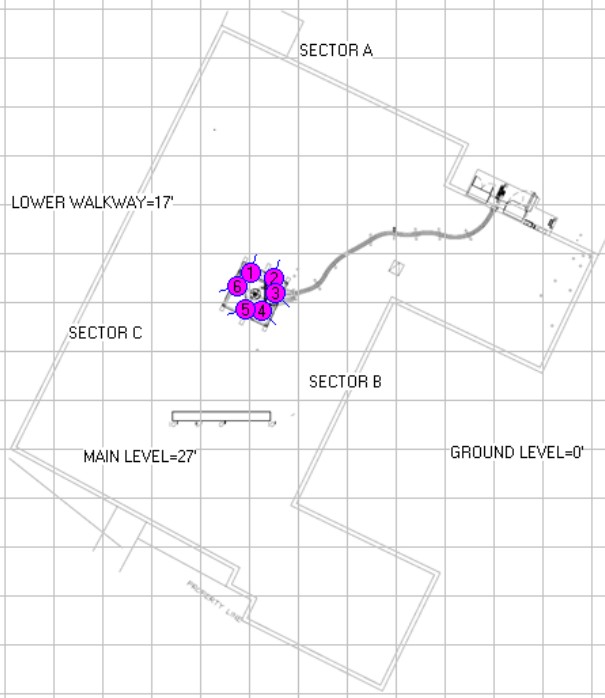 SECTOR A
LOWER WALKWAY=17'
1
2
6
3
5
4
SECTOR C
SECTOR B
MAIN LEVEL=27'
GROUND LEVEL=0'
PROPERTY LINE